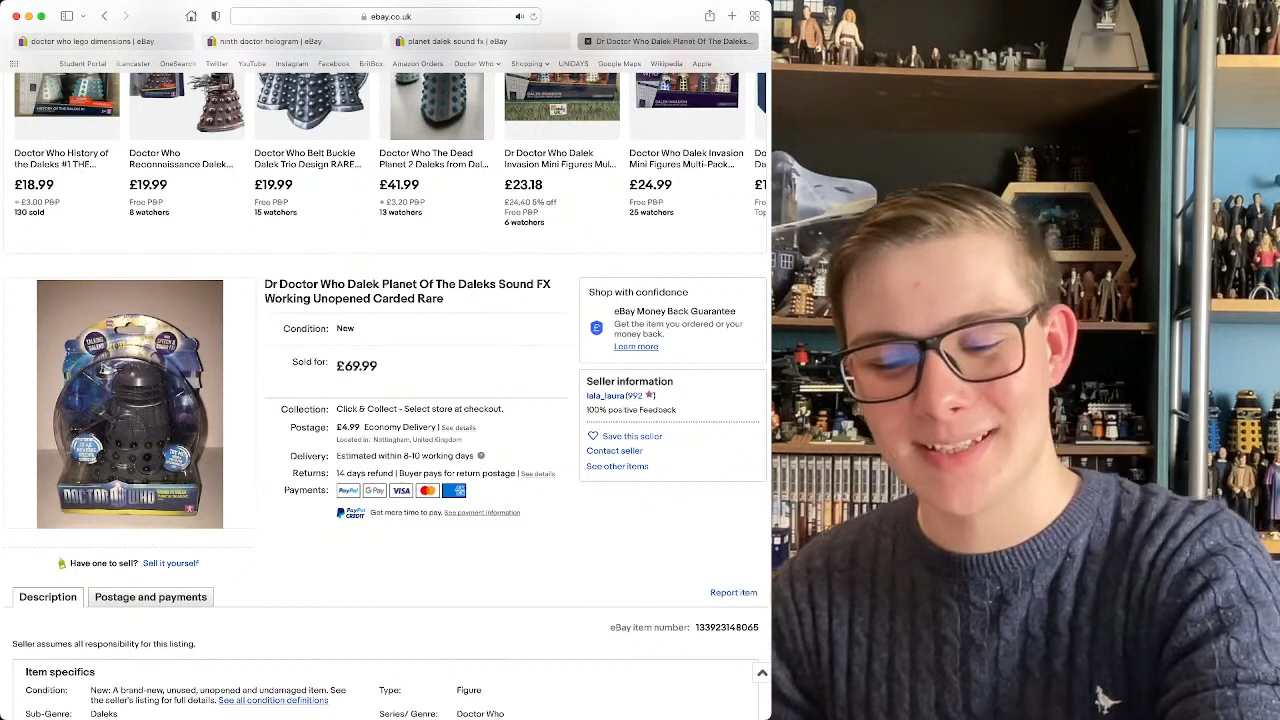 ebay.co.uk
ninth doctor hologram | eBay
planet dalek sound fx | eBay
Dr Doctor Who Dalek Planet Of The Daleks...
Student Portal iLancaster OneSearch Twitter YouTube Instagram Facebook BritBox Amazon Orders Doctor Who Shopping UNiDAYS Google Maps Wikipedia Apple
Doctor Who History of the Daleks #1 THE...
£18.99
+ £3.00 P&P
130 sold
Doctor Who Reconnaissance Dalek...
£19.99
Free P&P
8 watchers
Doctor Who Belt Buckle Dalek Trio Design RARE...
£19.99
Free P&P
15 watchers
Doctor Who The Dead Planet 2 Daleks from Dal...
£41.99
+ £3.20 P&P
13 watchers
Dr Doctor Who Dalek Invasion Mini Figures Mul...
£23.18
£24.40 5% off
Free P&P
6 watchers
Doctor Who Dalek Invasion Mini Figures Multi-Pack...
£24.99
Free P&P
25 watchers
Dr Doctor Who Dalek Planet Of The Daleks Sound FX
Working Unopened Carded Rare
Condition: New
Sold for: £69.99
Collection: Click & Collect - Select store at checkout.
Postage: £4.99 Economy Delivery | See details
Located in: Nottingham, United Kingdom
Delivery: Estimated within 8-10 working days
Returns: 14 days refund | Buyer pays for return postage | See details
Payments: PayPal G Pay VISA
PayPal CREDIT Get more time to pay. See payment information
Shop with confidence
eBay Money Back Guarantee
Get the item you ordered or your
money back.
Learn more
Seller information
lala_laura (992)
100% positive Feedback
Save this seller
Contact seller
See other items
DOCTOR WHO
Have one to sell? Sell it yourself
Description
Postage and payments
Report item
eBay item number: 133923148065
Seller assumes all responsibility for this listing.
Item specifics
Condition: New: A brand-new, unused, unopened and undamaged item. See
the seller's listing for full details. See all condition definitions
Type: Figure
Sub-Genre: Daleks
Series/ Genre: Doctor Who